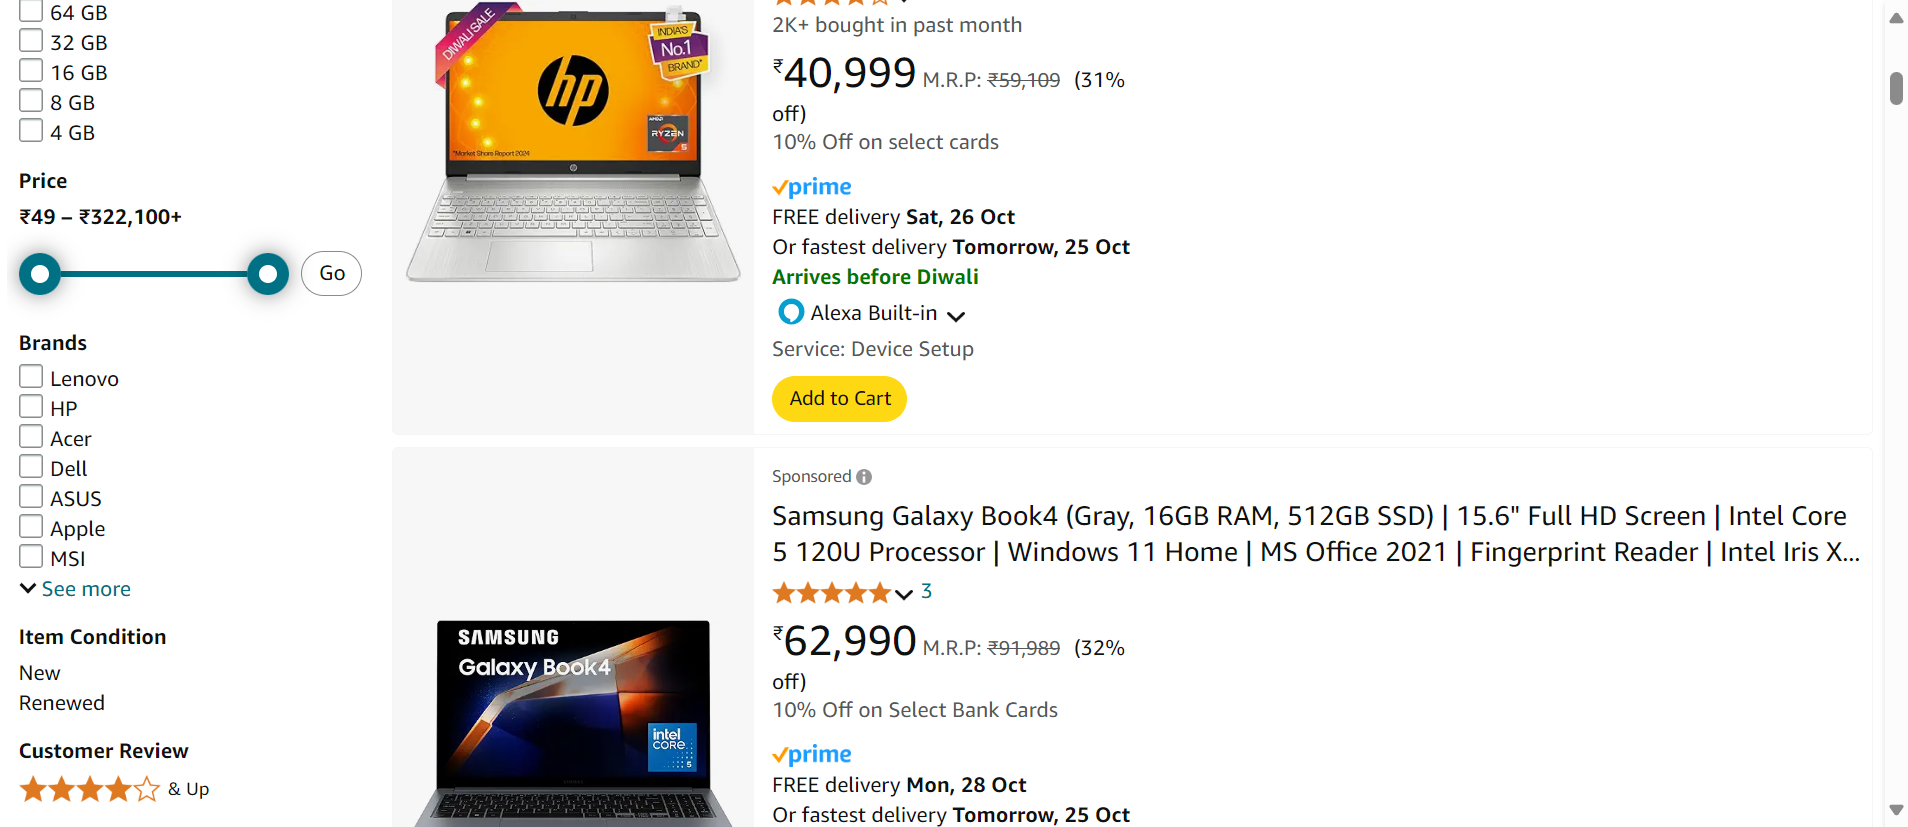 64 GB
32 GB
16 GB
8 GB
4 GB
Price
₹49 – ₹322,100+
Go
Brands
Lenovo
HP
Acer
Dell
ASUS
Apple
MSI
See more
Item Condition
New
Renewed
Customer Review
& Up
DIWALI SALE
INDIA'S
No.1
BRAND*
hp
AMD
RYZEN
5
*Market Share Report 2024
2K+ bought in past month
₹40,999 M.R.P: ₹59,109 (31%
off)
10% Off on select cards
prime
FREE delivery Sat, 26 Oct
Or fastest delivery Tomorrow, 25 Oct
Arrives before Diwali
Alexa Built-in
Service: Device Setup
Add to Cart
SAMSUNG
Galaxy Book4
intel
CORE
5
Sponsored
Samsung Galaxy Book4 (Gray, 16GB RAM, 512GB SSD) | 15.6" Full HD Screen | Intel Core
5 120U Processor | Windows 11 Home | MS Office 2021 | Fingerprint Reader | Intel Iris X...
3
₹62,990 M.R.P: ₹91,989 (32%
off)
10% Off on Select Bank Cards
prime
FREE delivery Mon, 28 Oct
Or fastest delivery Tomorrow, 25 Oct